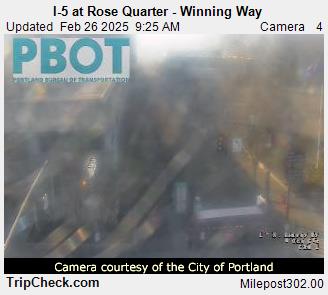 I-5 at Rose Quarter - Winning Way
Updated Feb 26 2025 9:25 AM Camera 4
PBOT
PORTLAND BUREAU OF TRANSPORTATION
Camera courtesy of the City of Portland
TripCheck.com Milepost302.00